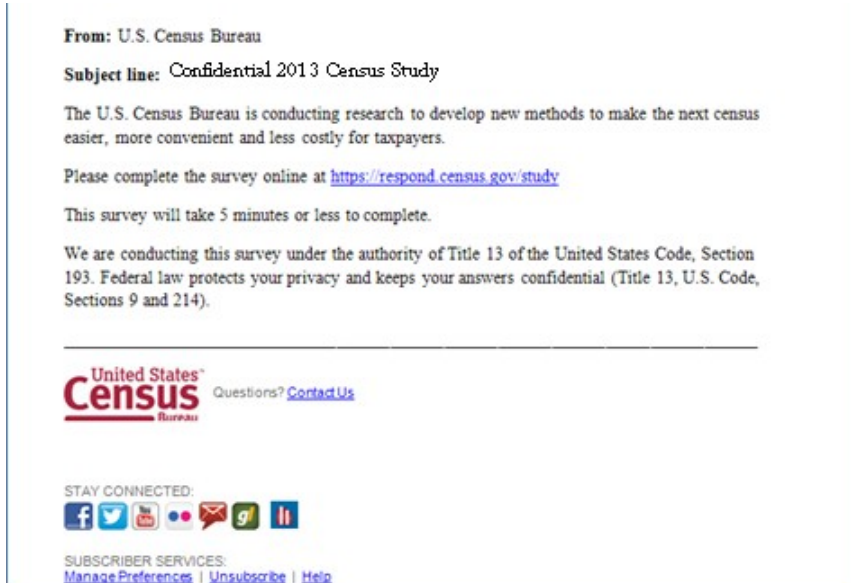 From: U.S. Census Bureau
Subject line: Confidential 2013 Census Study
The U.S. Census Bureau is conducting research to develop new methods to make the next census
easier, more convenient and less costly for taxpayers.
Please complete the survey online at https://respond.census.gov/study
This survey will take 5 minutes or less to complete.
We are conducting this survey under the authority of Title 13 of the United States Code, Section
193. Federal law protects your privacy and keeps your answers confidential (Title 13, U.S. Code,
Sections 9 and 214).
United States™
Census
Bureau
Questions? Contact Us
STAY CONNECTED:
f You Tube g
SUBSCRIBER SERVICES:
Manage Preferences | Unsubscribe | Help